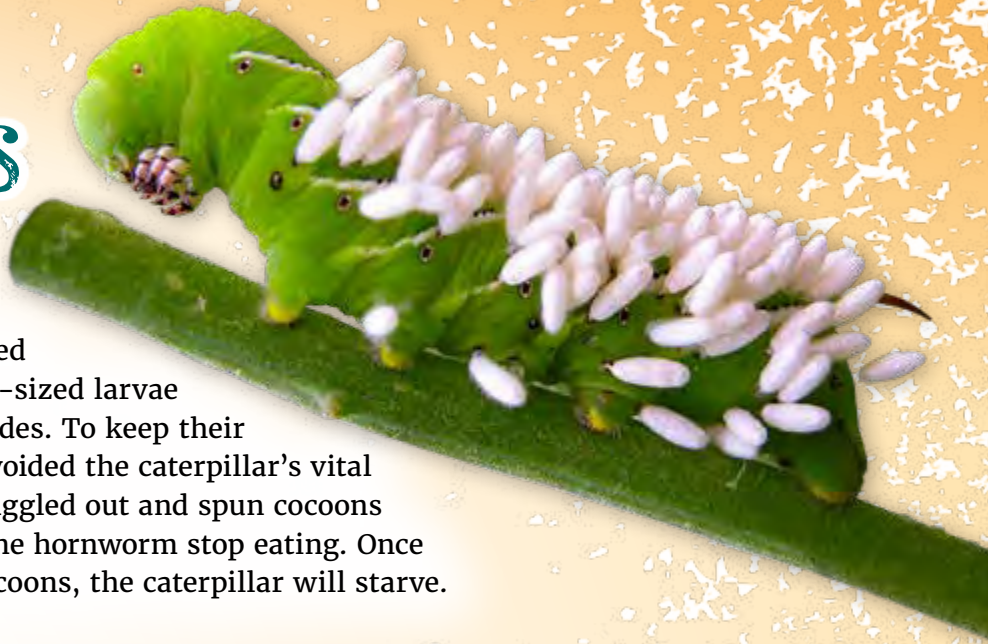 s
ed
-sized larvae
des. To keep their
voided the caterpillar’s vital
ggled out and spun cocoons
he hornworm stop eating. Once
coons, the caterpillar will starve.